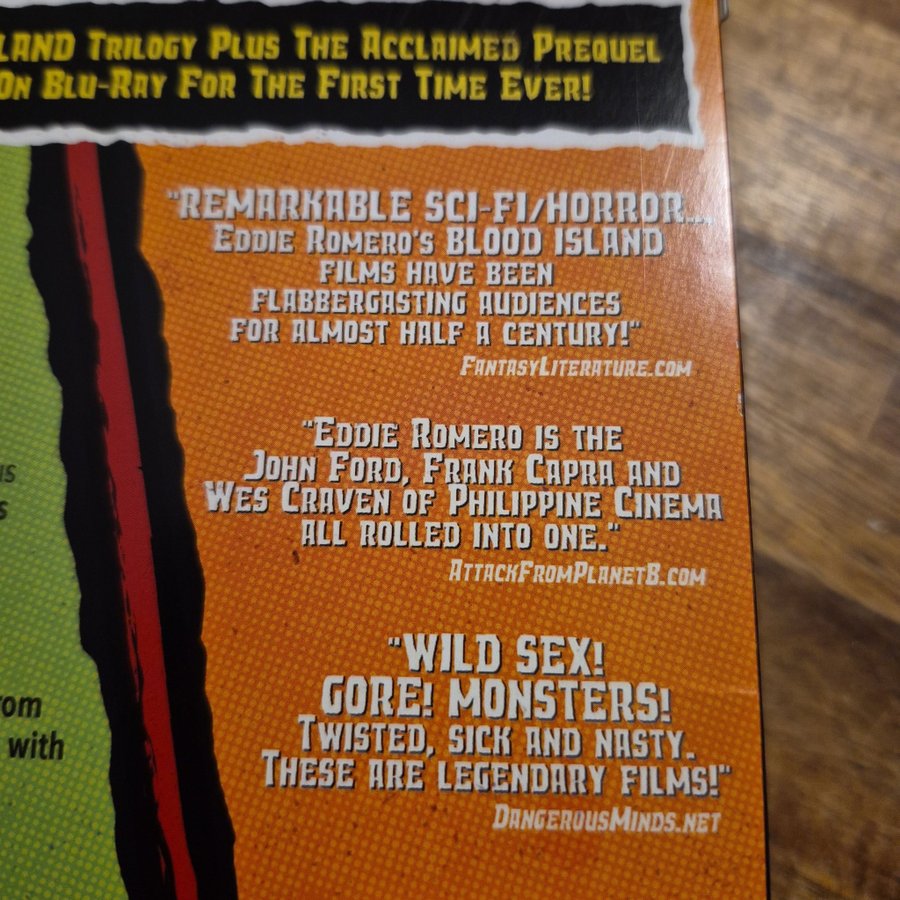 LAND TRILOGY PLUS THE ACCLAIMED PREQUEL
ON BLU-RAY FOR THE FIRST TIME EVER!
"REMARKABLE SCI-FI/HORROR...
EDDIE ROMERO'S BLOOD ISLAND
FILMS HAVE BEEN
FLABBERGASTING AUDIENCES
FOR ALMOST HALF A CENTURY!"
FANTASYLITERATURE.COM
"EDDIE ROMERO IS THE
JOHN FORD, FRANK CAPRA AND
WES CRAVEN OF PHILIPPINE CINEMA
ALL ROLLED INTO ONE."
ATTACKFROMPLANETB.COM
"WILD SEX!
GORE! MONSTERS!
TWISTED, SICK AND NASTY.
THESE ARE LEGENDARY FILMS!"
DANGEROUSMINDS.NET
with